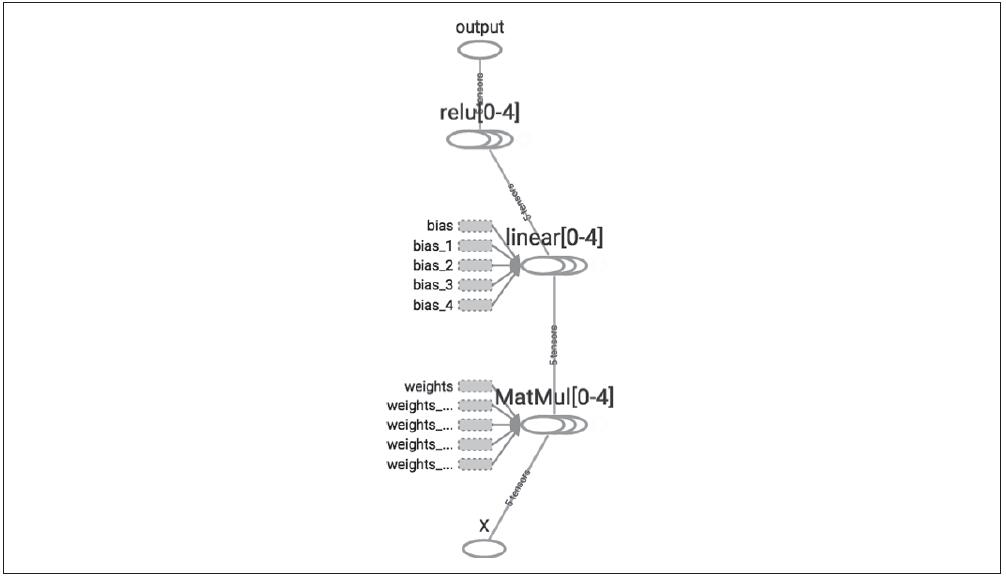 output
5 tensors
relu[0-4]
5 tensors
bias
linear[0-4]
bias_1
bias_2
bias_3
bias_4
5 tensors
weights
MatMul[0-4]
weights_...
weights_...
weights_...
weights_...
5 tensors
X